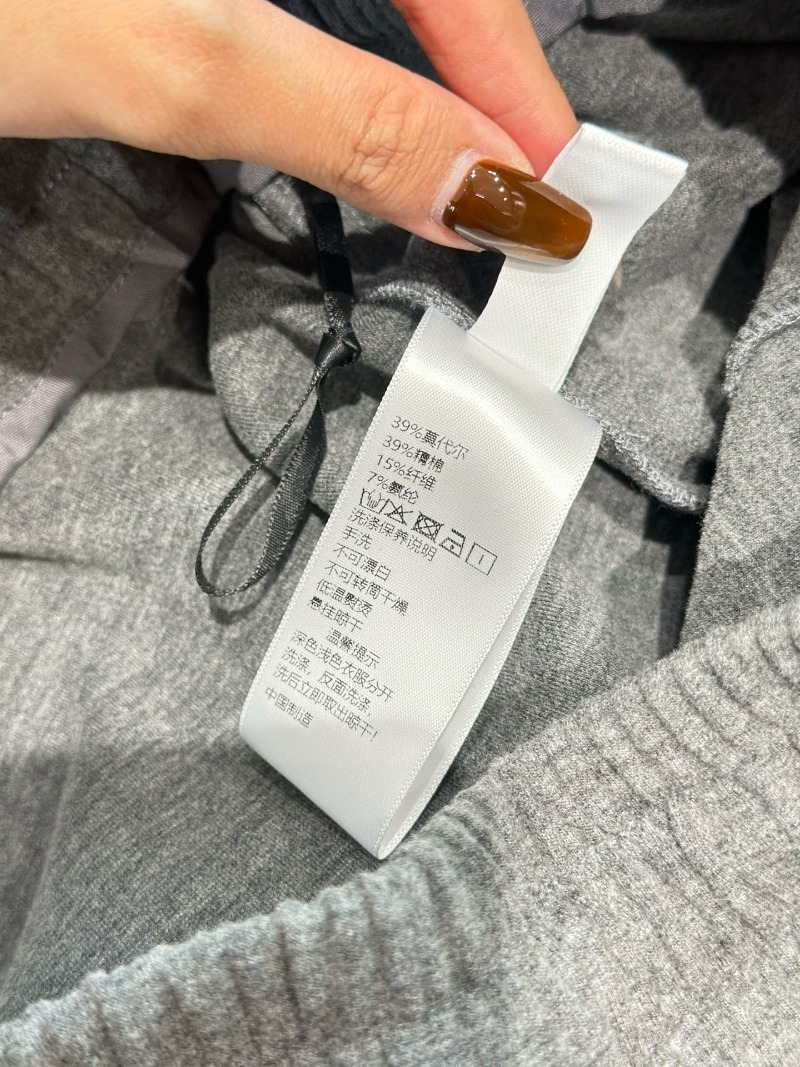 39%莫代尔
39%精棉
15%纤维
7%氨纶
洗涤保养说明
手洗
不可漂白
不可转筒干燥
低温熨烫
悬挂晾干
温馨提示
深色浅色衣服分开
洗涤，反面洗涤，
洗后立即取出晾干！
中国制造